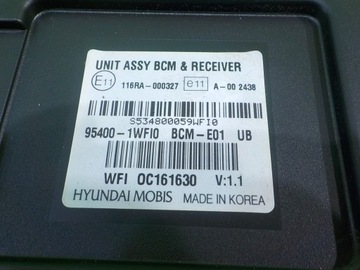 UNIT ASSY BCM & RECEIVER
E11 116RA-000327 e11 A-00 2438
S534800059WFI0
95400-1WFI0 BCM-E01 UB
WFI OC161630 V:1.1
HYUNDAI MOBIS MADE IN KOREA